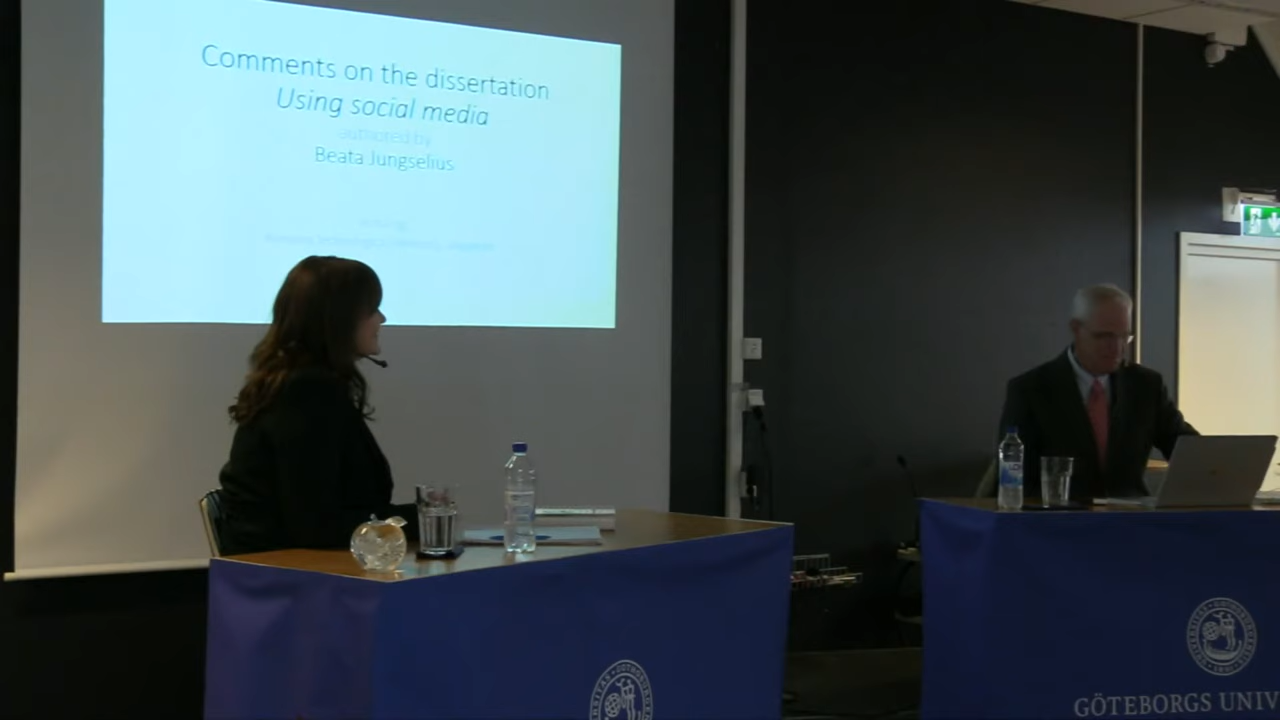 Comments on the dissertation
Using social media
authored by
Beata Jungselius
GÖTEBORGS UNIV